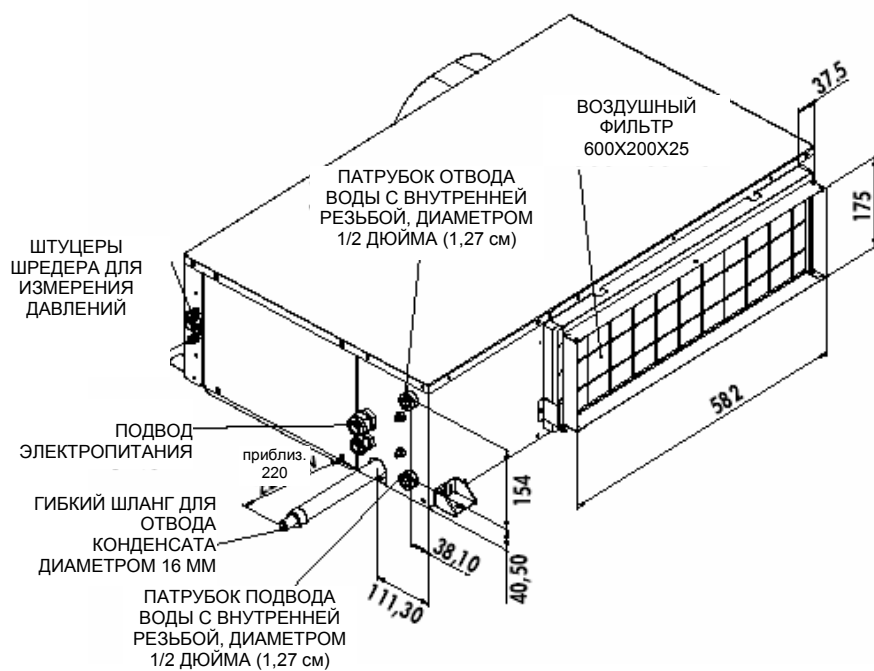 37.5
ВОЗДУШНЫЙ
ФИЛЬТР
600X200X25
ПАТРУБОК ОТВОДА
ВОДЫ С ВНУТРЕННЕЙ
РЕЗЬБОЙ, ДИАМЕТРОМ
1/2 ДЮЙМА (1,27 см)
175
ШТУЦЕРЫ
ШРЕДЕРА ДЛЯ
ИЗМЕРЕНИЯ
ДАВЛЕНИЙ
582
ПОДВОД
ЭЛЕКТРОПИТАНИЯ
приблиз.
220
154
ГИБКИЙ ШЛАНГ ДЛЯ
ОТВОДА
КОНДЕНСАТА
ДИАМЕТРОМ 16 ММ
38,10
40,50
111,30
ПАТРУБОК ПОДВОДА
ВОДЫ С ВНУТРЕННЕЙ
РЕЗЬБОЙ, ДИАМЕТРОМ
1/2 ДЮЙМА (1,27 см)